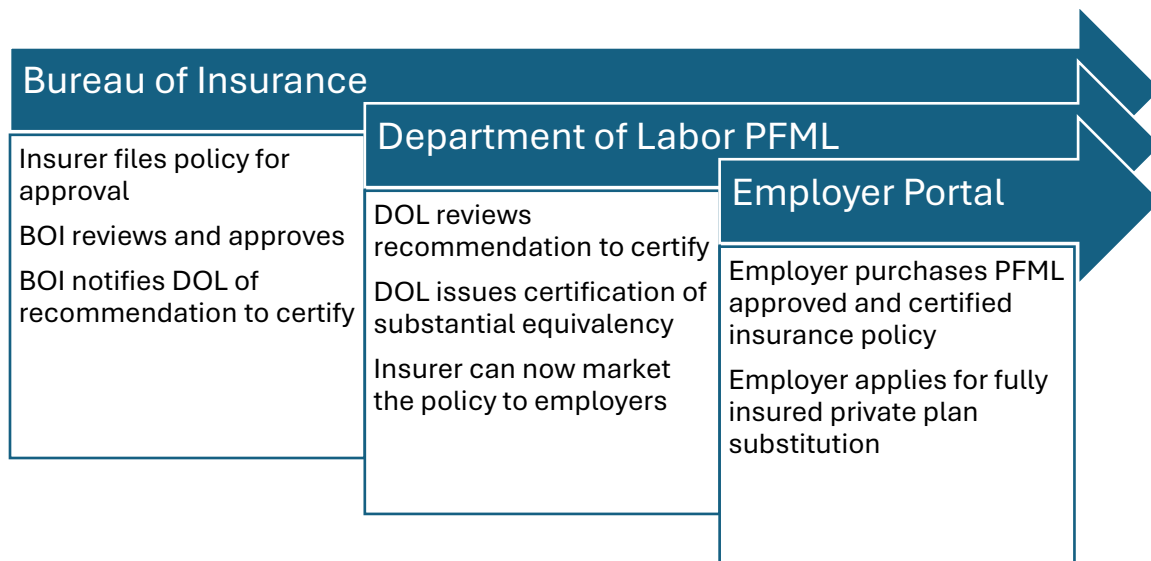 Bureau of Insurance
Insurer files policy for
approval
BOI reviews and approves
BOI notifies DOL of
recommendation to certify
Department of Labor PFML
DOL reviews
recommendation to certify
DOL issues certification of
substantial equivalency
Insurer can now market
the policy to employers
Employer Portal
Employer purchases PFML
approved and certified
insurance policy
Employer applies for fully
insured private plan
substitution